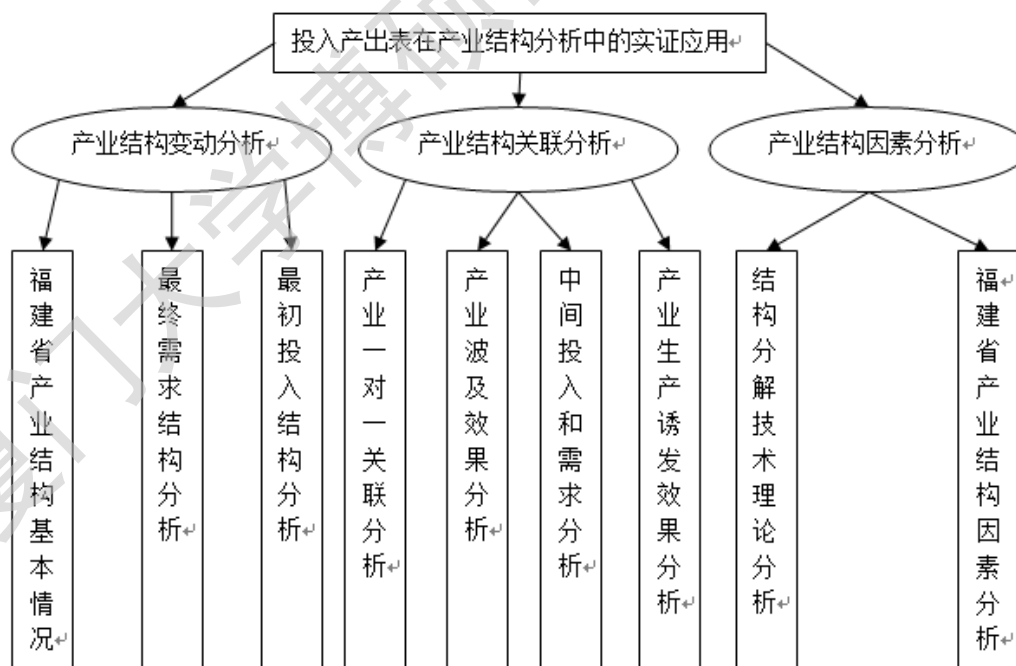 投入产出表在产业结构分析中的实证应用
产业结构变动分析
产业结构关联分析
产业结构因素分析
福建省产业结构基本情况
最终需求结构分析
最初投入结构分析
产业一对一关联分析
产业波及效果分析
中间投入和需求分析
产业生产诱发效果分析
结构分解技术理论分析
福建省产业结构因素分析
厦门大学博硕